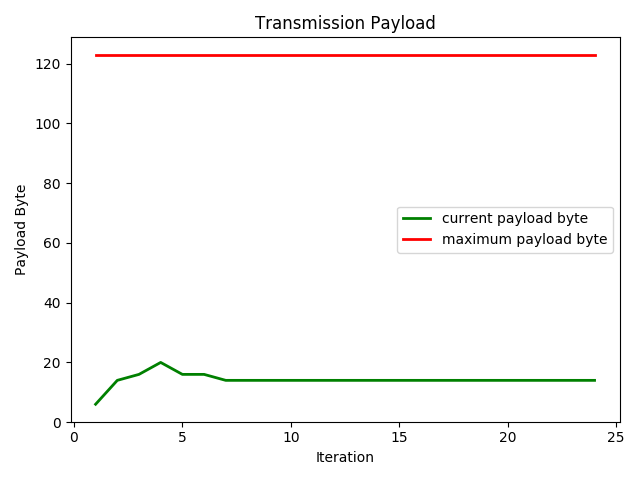 Transmission Payload
120
100
80
60
40
20
0
Payload Byte
current payload byte
maximum payload byte
0 5 10 15 20 25
Iteration